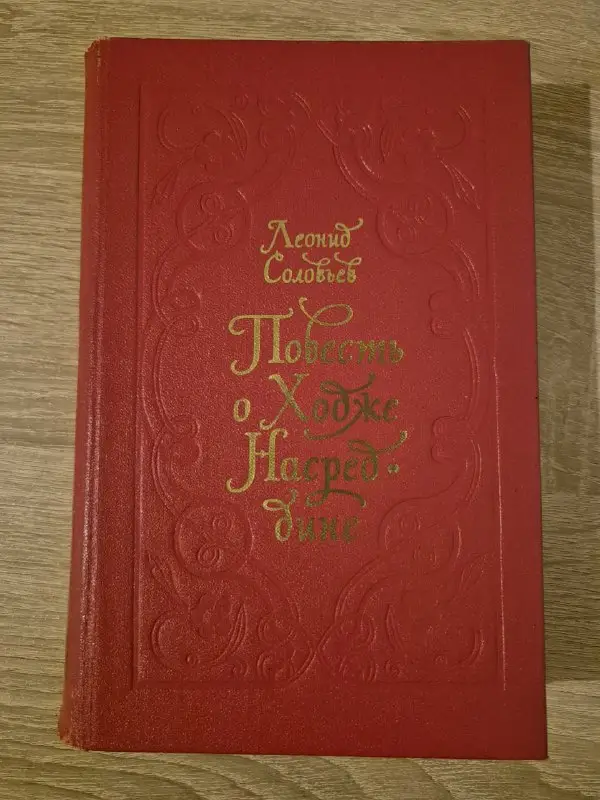 Леонид
Соловьев
Повесть
о Ходже
Насред-
дине